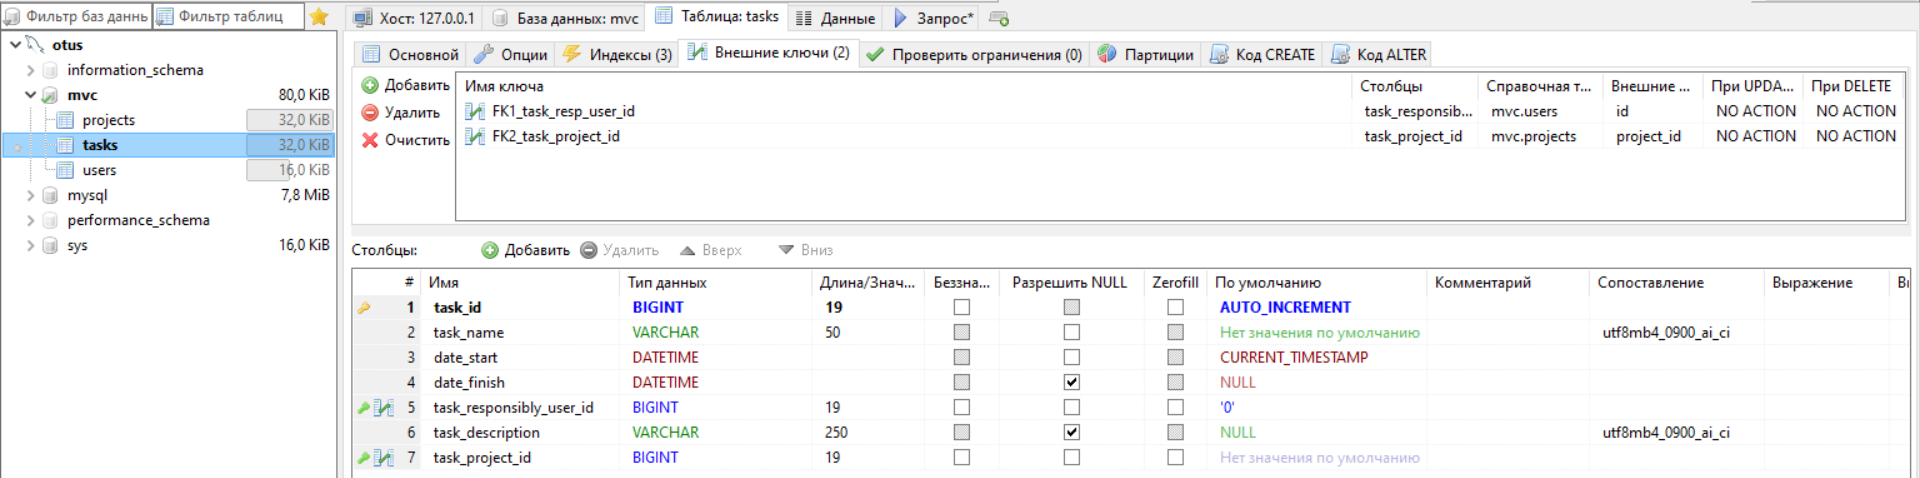 Фильтр баз даннь Фильтр таблиц
Хост: 127.0.0.1 База данных: mvc Таблица: tasks Данные Запрос*
otus
information_schema
mvc 80,0 KiB
projects 32,0 KiB
tasks 32,0 KiB
users 16,0 KiB
mysql 7,8 MiB
performance_schema
sys 16,0 KiB
Основной Опции Индексы (3) Внешние ключи (2) Проверить ограничения (0) Партиции Код CREATE Код ALTER
Добавить
Удалить
Очистить
Имя ключа Столбцы Справочная т... Внешние ... При UPDA... При DELETE
FK1_task_resp_user_id task_responsib... mvc.users id NO ACTION NO ACTION
FK2_task_project_id task_project_id mvc.projects project_id NO ACTION NO ACTION
Столбцы: Добавить Удалить Вверх Вниз
# Имя Тип данных Длина/Знач... Беззна... Разрешить NULL Zerofill По умолчанию Комментарий Сопоставление Выражение
1 task_id BIGINT 19 AUTO_INCREMENT
2 task_name VARCHAR 50 Нет значения по умолчанию utf8mb4_0900_ai_ci
3 date_start DATETIME CURRENT_TIMESTAMP
4 date_finish DATETIME NULL
5 task_responsibly_user_id BIGINT 19 '0'
6 task_description VARCHAR 250 NULL utf8mb4_0900_ai_ci
7 task_project_id BIGINT 19 Нет значения по умолчанию